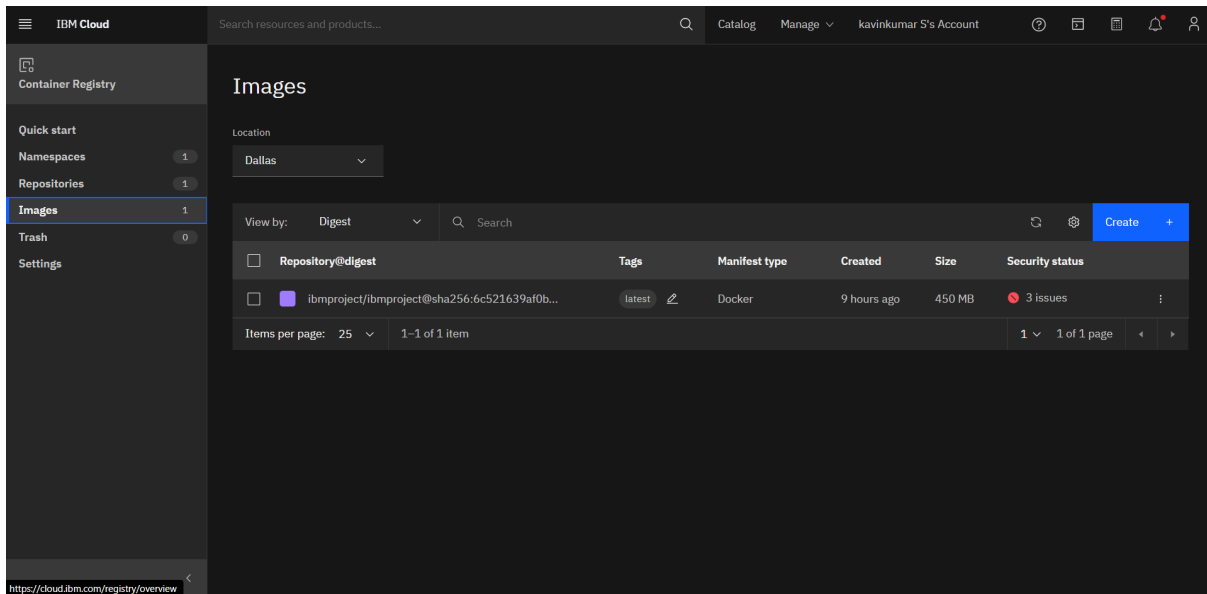 IBM Cloud
Search resources and products...
Catalog
Manage
kavinkumar S's Account
Container Registry
Quick start
Namespaces 1
Repositories 1
Images 1
Trash 0
Settings
Images
Location
Dallas
View by: Digest
Search
Create +
Repository@digest Tags Manifest type Created Size Security status
ibmproject/ibmproject@sha256:6c521639af0b... latest Docker 9 hours ago 450 MB 3 issues
Items per page: 25 1–1 of 1 item 1 1 of 1 page
https://cloud.ibm.com/registry/overview